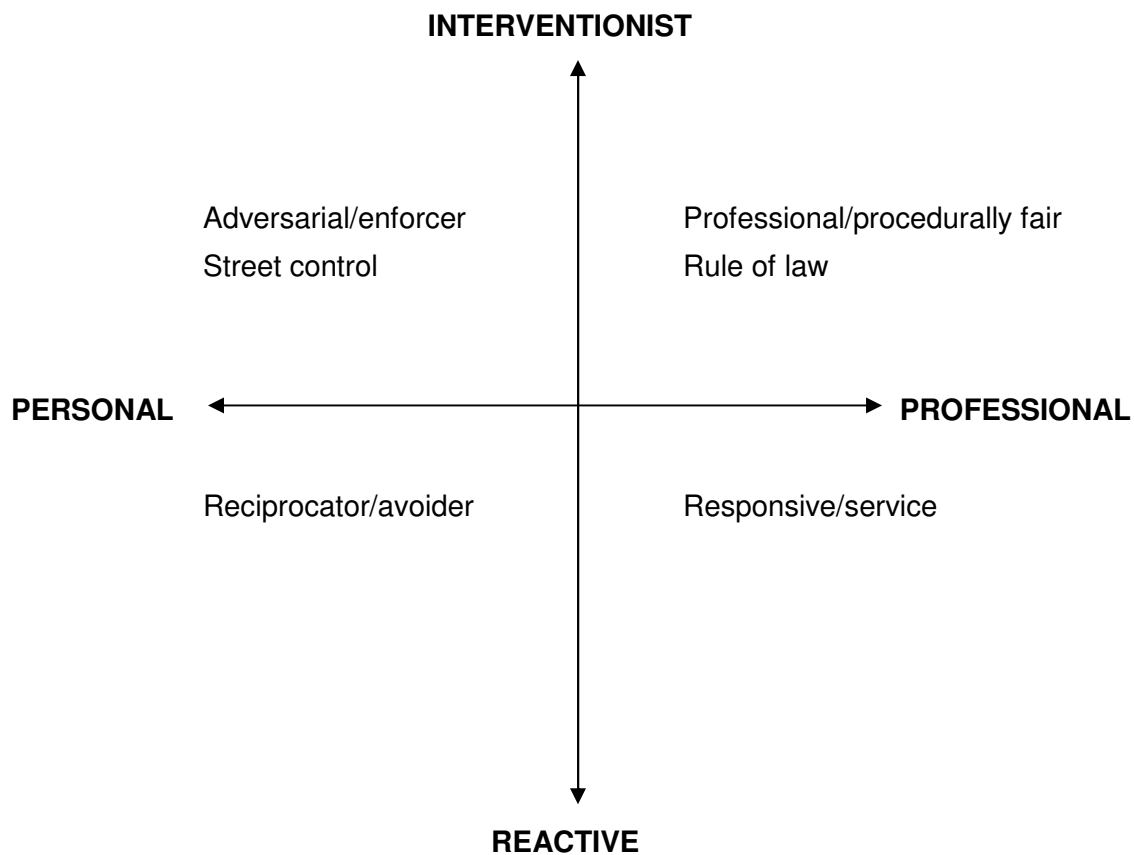 INTERVENTIONIST
Adversarial/enforcer
Street control
Professional/procedurally fair
Rule of law
PERSONAL
PROFESSIONAL
Reciprocator/avoider
Responsive/service
REACTIVE